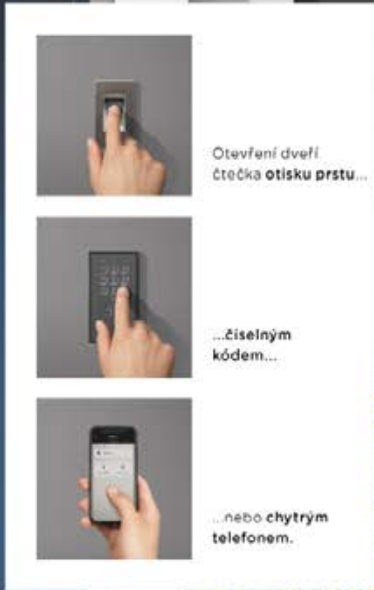 Otevření dveří
čtečka otisku prstu...
...číselným
kódem...
...nebo chytrým
telefonem.